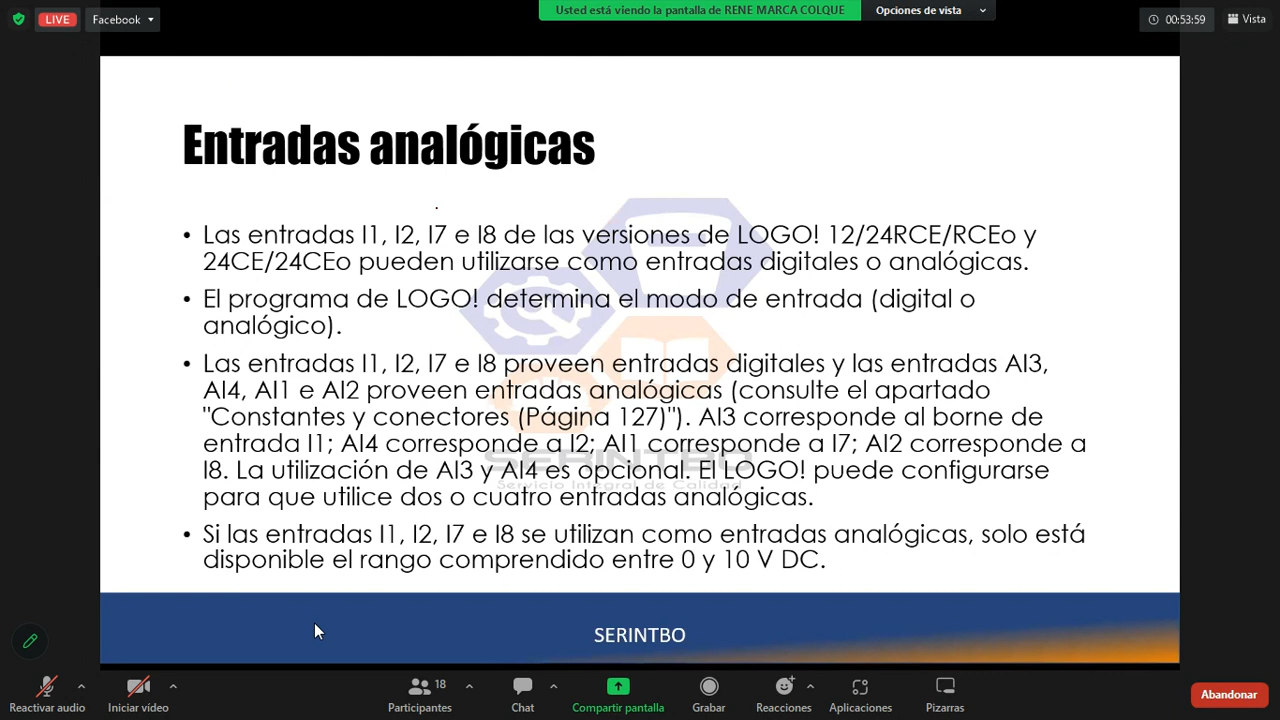 LIVE
Facebook
Usted está viendo la pantalla de RENE MARCA COLQUE
Opciones de vista
00:53:59
Vista
Entradas analógicas
• Las entradas I1, I2, I7 e I8 de las versiones de LOGO! 12/24RCE/RCEo y
24CE/24CEo pueden utilizarse como entradas digitales o analógicas.
• El programa de LOGO! determina el modo de entrada (digital o
analógico).
• Las entradas I1, I2, I7 e I8 proveen entradas digitales y las entradas AI3,
AI4, AI1 e AI2 proveen entradas analógicas (consulte el apartado
"Constantes y conectores (Página 127)"). AI3 corresponde al borne de
entrada I1; AI4 corresponde a I2; AI1 corresponde a I7; AI2 corresponde a
I8. La utilización de AI3 y AI4 es opcional. El LOGO! puede configurarse
para que utilice dos o cuatro entradas analógicas.
• Si las entradas I1, I2, I7 e I8 se utilizan como entradas analógicas, solo está
disponible el rango comprendido entre 0 y 10 V DC.
SERINTBO
Servicio Integral de Calidad
SERINTBO
Reactivar audio
Iniciar vídeo
18
Participantes
Chat
Compartir pantalla
Grabar
Reacciones
Aplicaciones
Pizarras
Abandonar